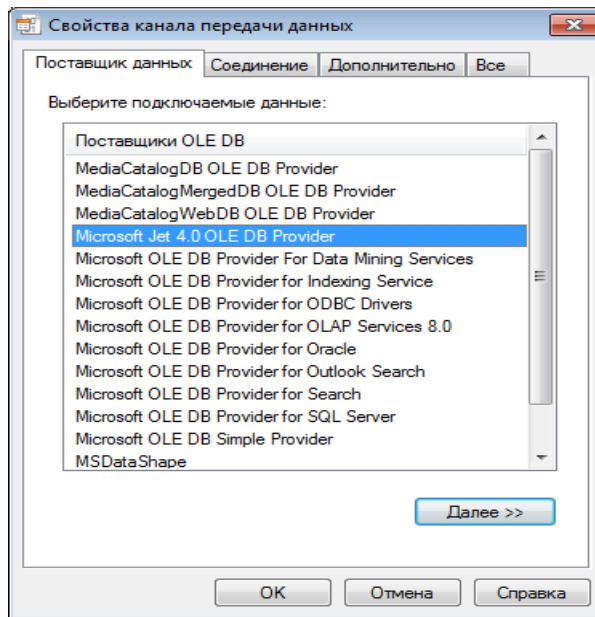 Свойства канала передачи данных
Поставщик данных Соединение Дополнительно Все
Выберите подключаемые данные:
Поставщики OLE DB
MediaCatalogDB OLE DB Provider
MediaCatalogMergedDB OLE DB Provider
MediaCatalogWebDB OLE DB Provider
Microsoft Jet 4.0 OLE DB Provider
Microsoft OLE DB Provider For Data Mining Services
Microsoft OLE DB Provider for Indexing Service
Microsoft OLE DB Provider for ODBC Drivers
Microsoft OLE DB Provider for OLAP Services 8.0
Microsoft OLE DB Provider for Oracle
Microsoft OLE DB Provider for Outlook Search
Microsoft OLE DB Provider for Search
Microsoft OLE DB Provider for SQL Server
Microsoft OLE DB Simple Provider
MSDataShape
Далее >>
OK Отмена Справка